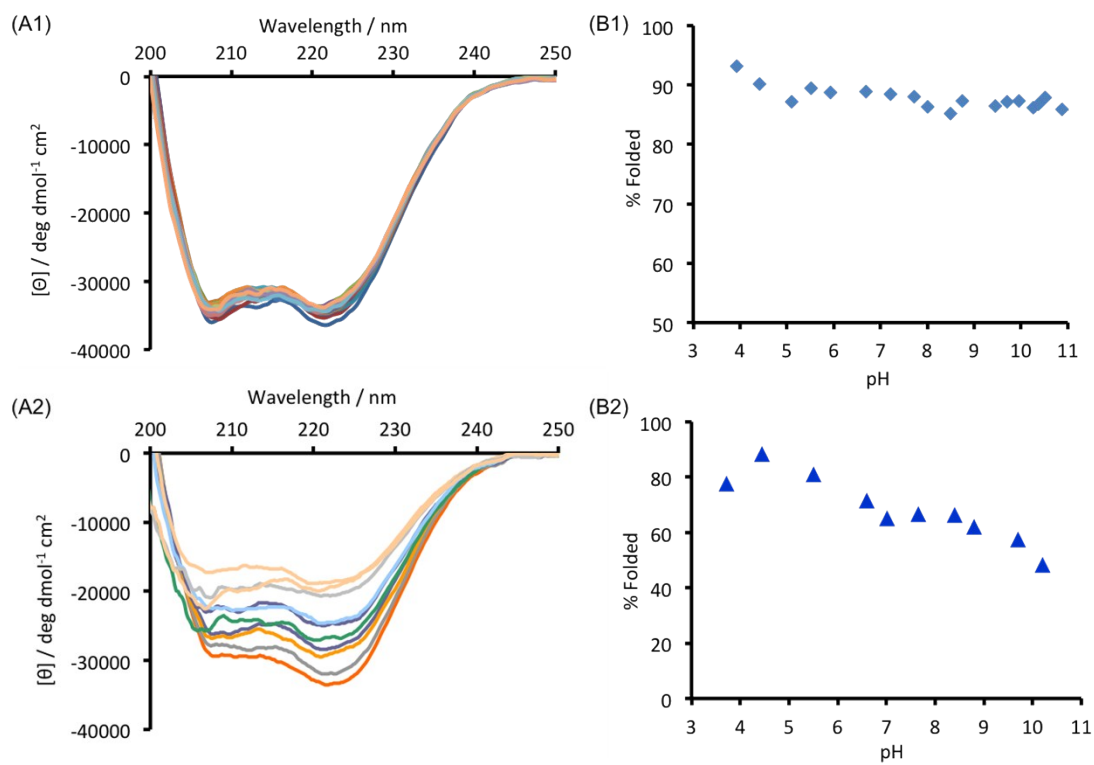 (A1)
Wavelength / nm
200 210 220 230 240 250
0
-10000
-20000
-30000
-40000
[Θ] / deg dmol⁻¹ cm²
(B1)
100
90
80
70
60
50
% Folded
3 4 5 6 7 8 9 10 11
pH
(A2)
Wavelength / nm
200 210 220 230 240 250
0
-10000
-20000
-30000
-40000
[θ] / deg dmol⁻¹ cm²
(B2)
100
80
60
40
20
0
% Folded
3 4 5 6 7 8 9 10 11
pH